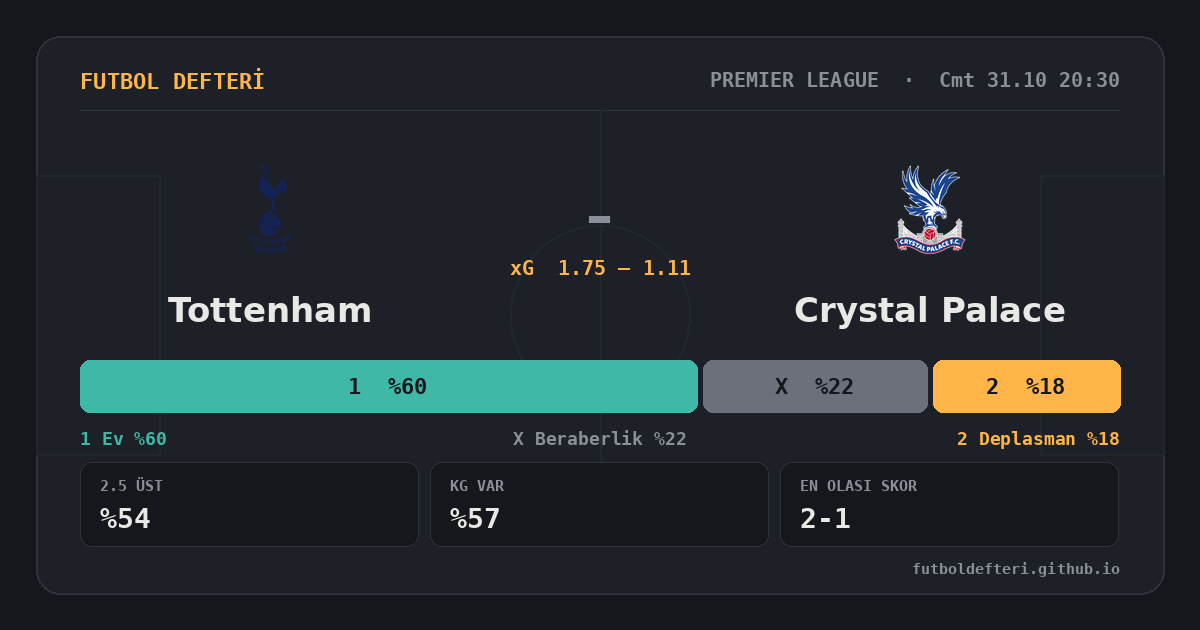 FUTBOL DEFTERİ
PREMIER LEAGUE · Cmt 31.10 20:30
–
xG 1.75 – 1.11
CRYSTAL PALACE F.C.
Tottenham
Crystal Palace
1 %60
X %22
2 %18
1 Ev %60
X Beraberlik %22
2 Deplasman %18
2.5 ÜST
%54
KG VAR
%57
EN OLASI SKOR
2-1
futboldefteri.github.io